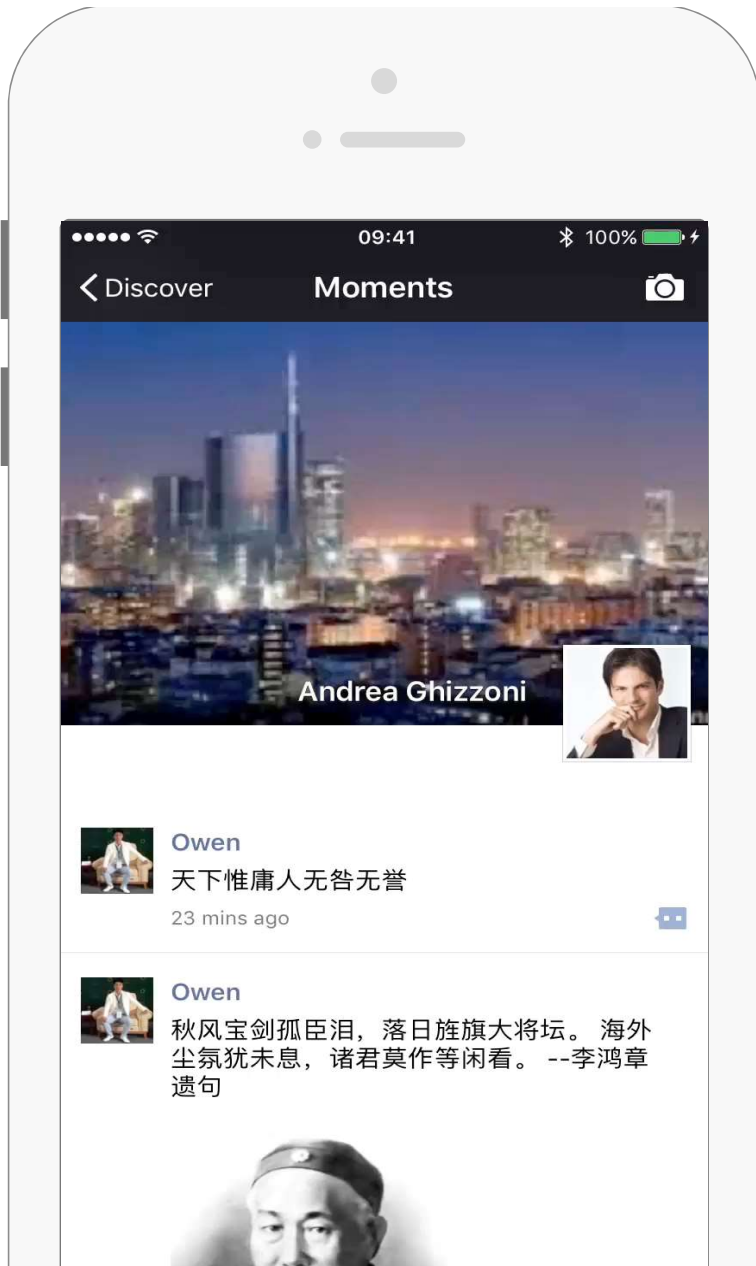 09:41
100%
Discover
Moments
Andrea Ghizzoni
Owen
天下惟庸人无咎无誉
23 mins ago
Owen
秋风宝剑孤臣泪，落日旌旗大将坛。 海外
尘氛犹未息，诸君莫作等闲看。 --李鸿章
遗句